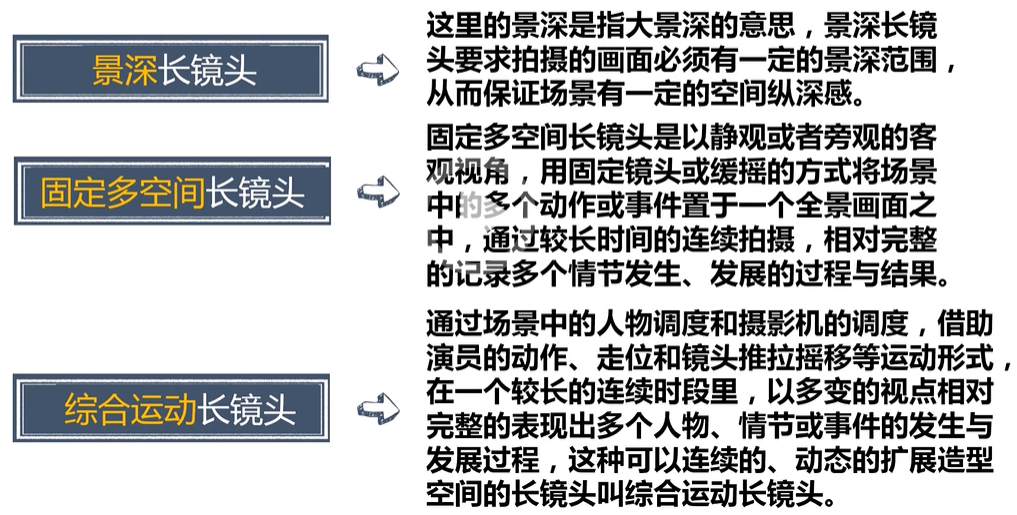 景深长镜头
这里的景深是指大景深的意思，景深长镜
头要求拍摄的画面必须有一定的景深范围，
从而保证场景有一定的空间纵深感。
固定多空间长镜头
固定多空间长镜头是以静观或者旁观的客
观视角，用固定镜头或缓摇的方式将场景
中的多个动作或事件置于一个全景画面之
中，通过较长时间的连续拍摄，相对完整
的记录多个情节发生、发展的过程与结果。
综合运动长镜头
通过场景中的人物调度和摄影机的调度，借助
演员的动作、走位和镜头推拉摇移等运动形式，
在一个较长的连续时段里，以多变的视点相对
完整的表现出多个人物、情节或事件的发生与
发展过程，这种可以连续的、动态的扩展造型
空间的长镜头叫综合运动长镜头。